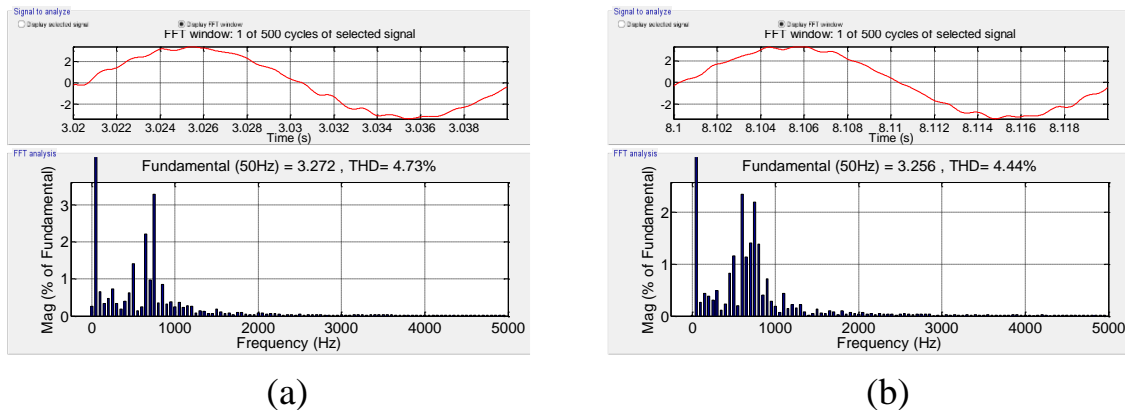 Signal to analyze
Display selected signal Display FFT window
FFT window: 1 of 500 cycles of selected signal
2
0
-2
3.02 3.022 3.024 3.026 3.028 3.03 3.032 3.034 3.036 3.038
Time (s)
FFT analysis
Fundamental (50Hz) = 3.272 , THD= 4.73%
Mag (% of Fundamental)
3
2
1
0
0 1000 2000 3000 4000 5000
Frequency (Hz)
(a)
Signal to analyze
Display selected signal Display FFT window
FFT window: 1 of 500 cycles of selected signal
2
0
-2
8.1 8.102 8.104 8.106 8.108 8.11 8.112 8.114 8.116 8.118
Time (s)
FFT analysis
Fundamental (50Hz) = 3.256 , THD= 4.44%
Mag (% of Fundamental)
2
1
0
0 1000 2000 3000 4000 5000
Frequency (Hz)
(b)